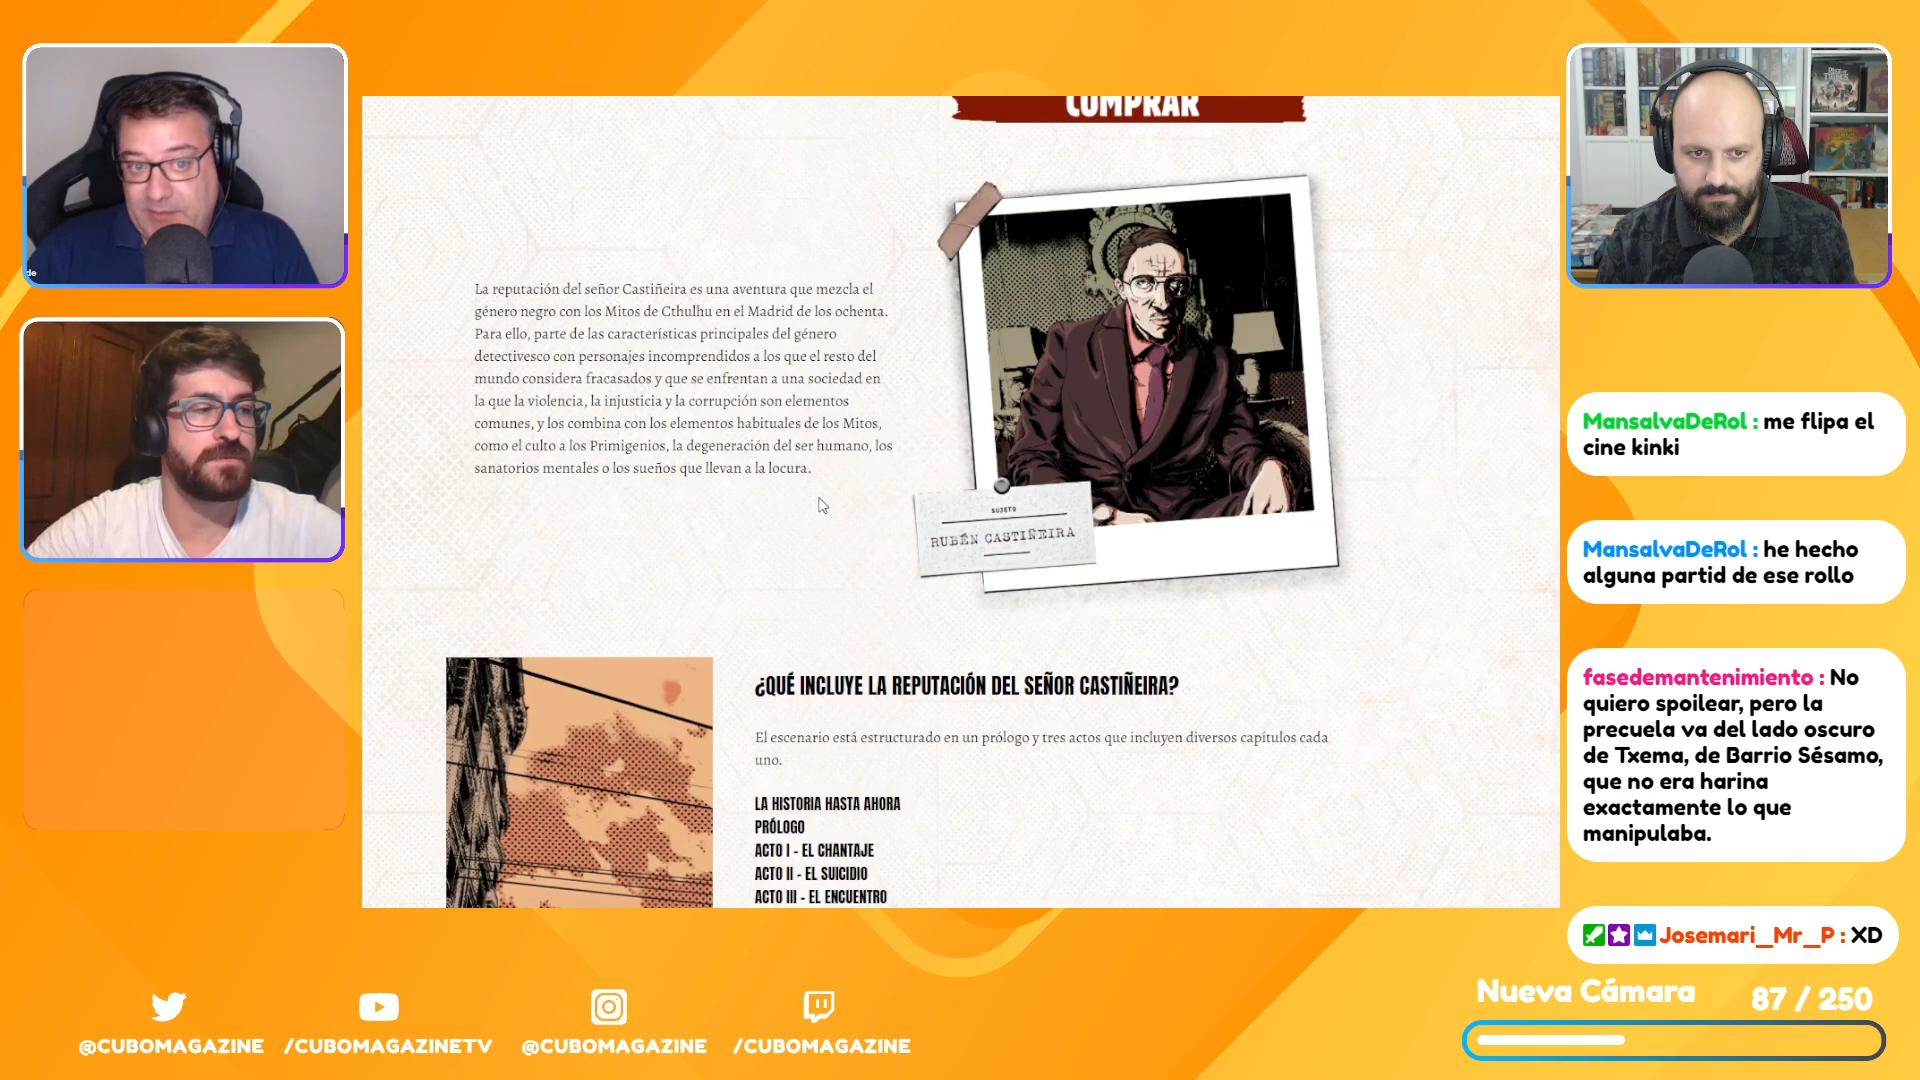 de
COMPRAR
La reputación del señor Castiñeira es una aventura que mezcla el
género negro con los Mitos de Cthulhu en el Madrid de los ochenta.
Para ello, parte de las características principales del género
detectivesco con personajes incomprendidos a los que el resto del
mundo considera fracasados y que se enfrentan a una sociedad en
la que la violencia, la injusticia y la corrupción son elementos
comunes, y los combina con los elementos habituales de los Mitos,
como el culto a los Primigenios, la degeneración del ser humano, los
sanatorios mentales o los sueños que llevan a la locura.
SUJETO
RUBÉN CASTIÑEIRA
¿QUÉ INCLUYE LA REPUTACIÓN DEL SEÑOR CASTIÑEIRA?
El escenario está estructurado en un prólogo y tres actos que incluyen diversos capítulos cada
uno.
LA HISTORIA HASTA AHORA
PRÓLOGO
ACTO I - EL CHANTAJE
ACTO II - EL SUICIDIO
ACTO III - EL ENCUENTRO
MansalvaDeRol : me flipa el
cine kinki
MansalvaDeRol : he hecho
alguna partid de ese rollo
fasedemantenimiento : No
quiero spoilear, pero la
precuela va del lado oscuro
de Txema, de Barrio Sésamo,
que no era harina
exactamente lo que
manipulaba.
Josemari_Mr_P : XD
Nueva Cámara 87 / 250
@CUBOMAGAZINE /CUBOMAGAZINETV @CUBOMAGAZINE /CUBOMAGAZINE